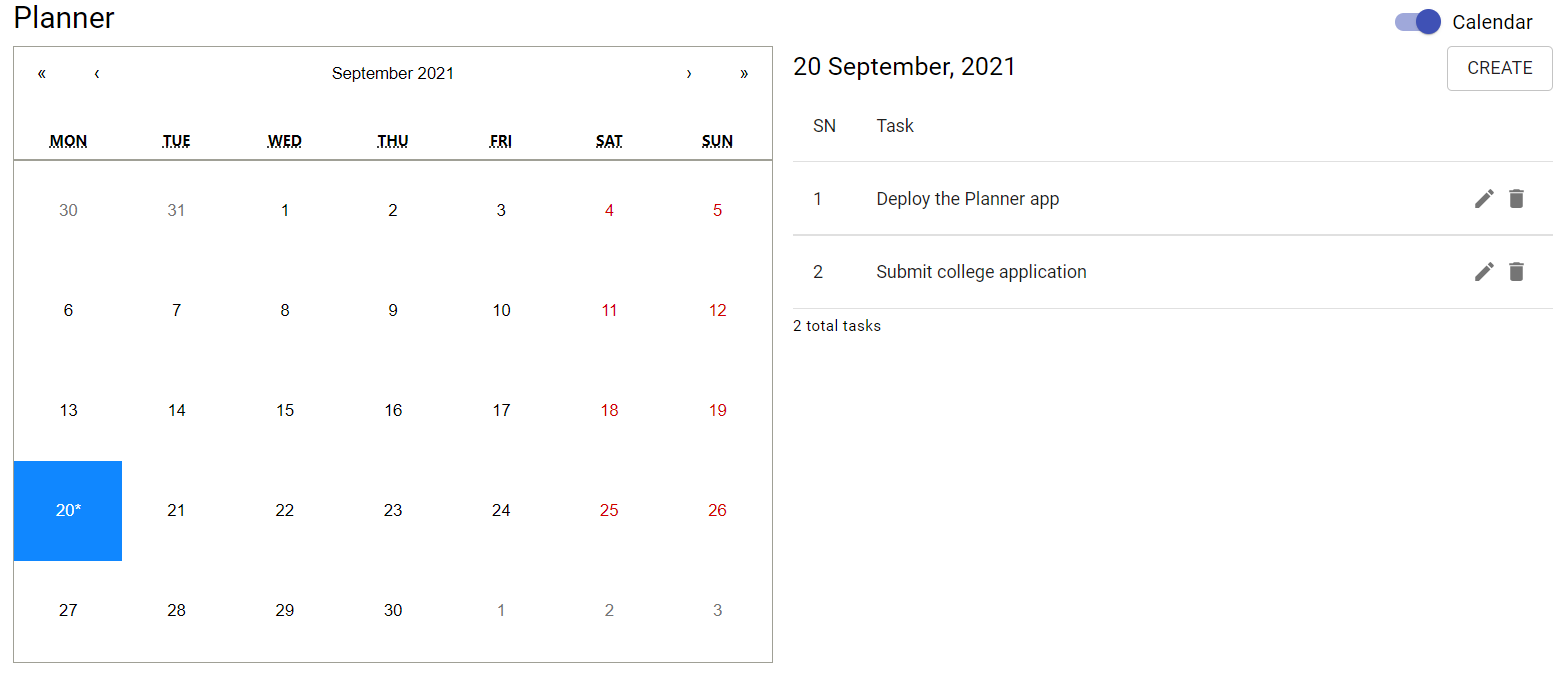 Planner
Calendar
« ‹ September 2021 › »
MON TUE WED THU FRI SAT SUN
30 31 1 2 3 4 5
6 7 8 9 10 11 12
13 14 15 16 17 18 19
20* 21 22 23 24 25 26
27 28 29 30 1 2 3
20 September, 2021
CREATE
SN Task
1 Deploy the Planner app
2 Submit college application
2 total tasks